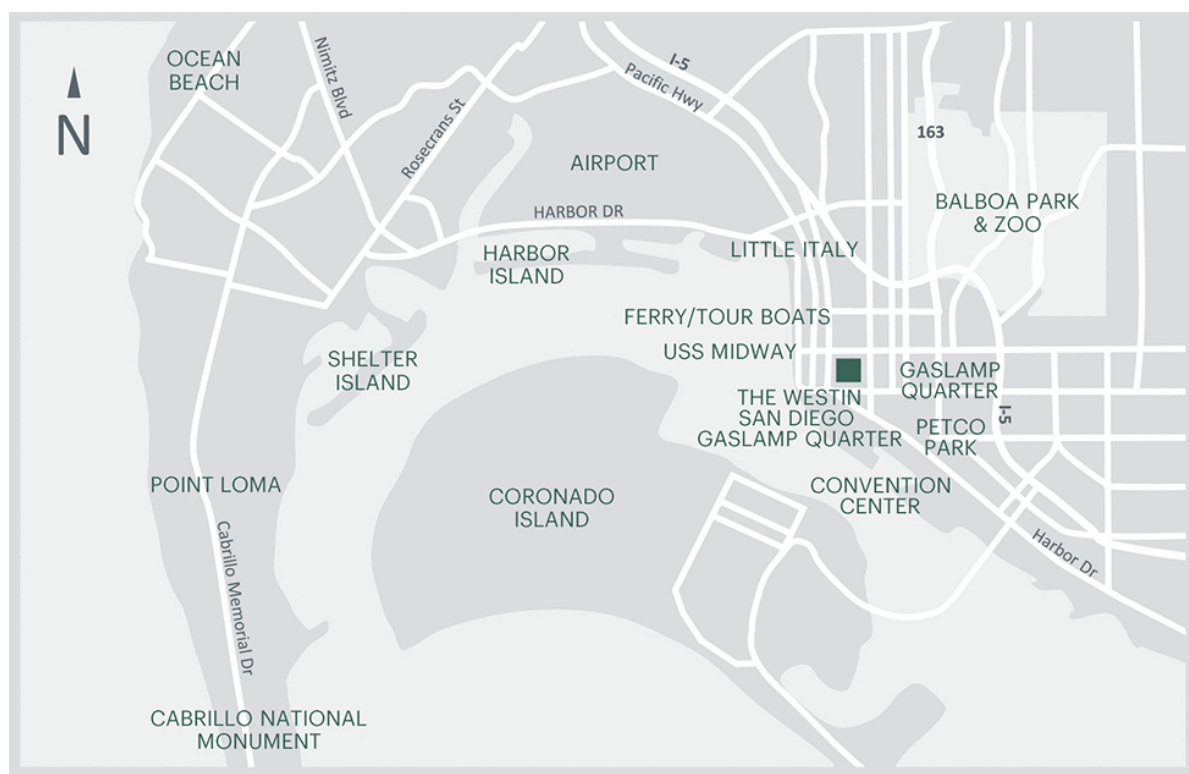 OCEAN
BEACH
N
Nimitz Blvd
Rosecrans St
I-5
Pacific Hwy
163
AIRPORT
HARBOR DR
BALBOA PARK
& ZOO
LITTLE ITALY
HARBOR
ISLAND
FERRY/TOUR BOATS
USS MIDWAY
SHELTER
ISLAND
GASLAMP
QUARTER
THE WESTIN
SAN DIEGO
GASLAMP QUARTER
I-5
PETCO
PARK
POINT LOMA
CORONADO
ISLAND
CONVENTION
CENTER
Harbor Dr
Cabrillo Memorial Dr
CABRILLO NATIONAL
MONUMENT